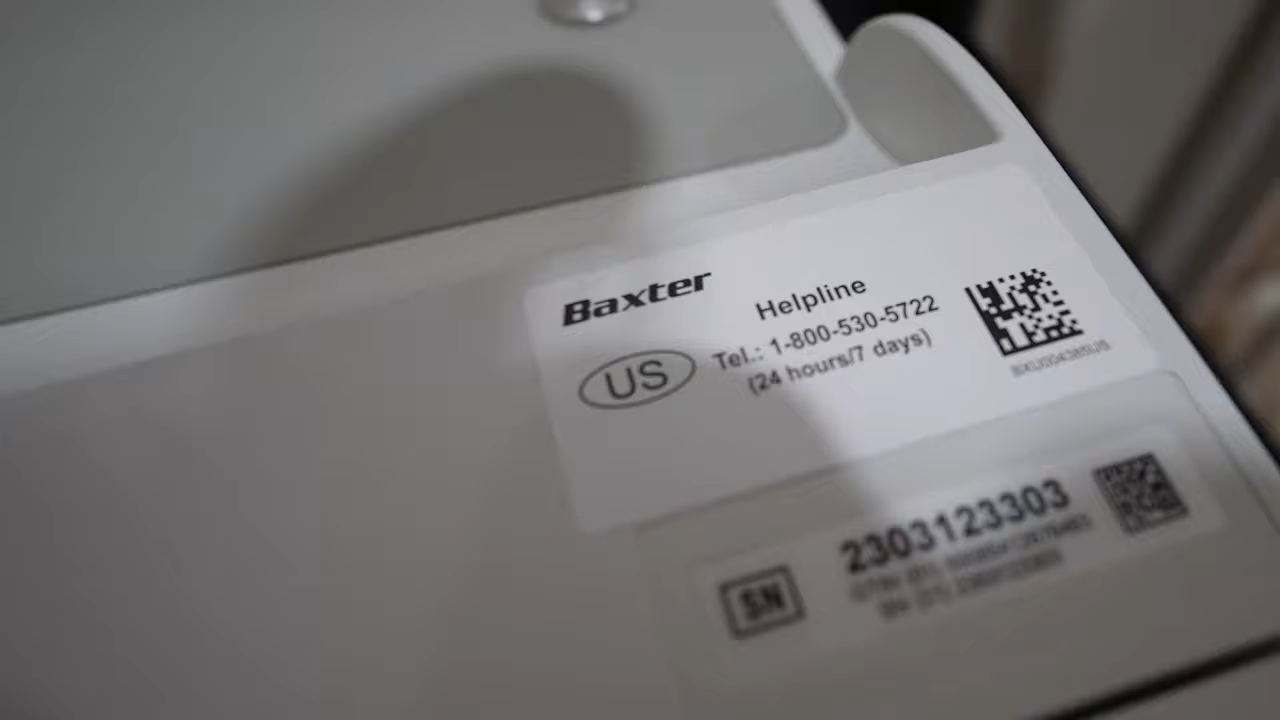 Baxter
Helpline
US
Tel.: 1-800-530-5722
(24 hours/7 days)
2303123303
SN